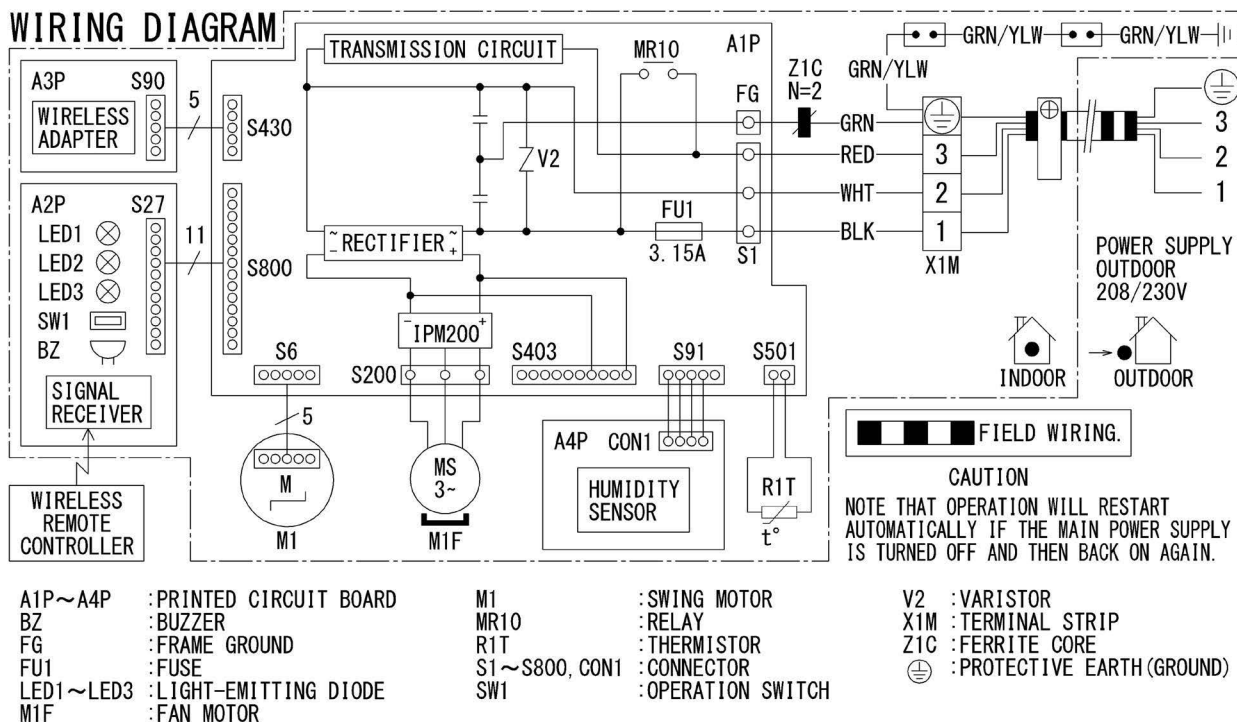 WIRING DIAGRAM
TRANSMISSION CIRCUIT
MR10
A1P
GRN/YLW
GRN/YLW
GRN/YLW
A3P
S90
WIRELESS
ADAPTER
5
S430
Z1C
N=2
FG
GRN
3
RED
3
2
WHT
2
1
V2
FU1
3.15A
BLK
1
S1
X1M
A2P
S27
LED1
LED2
LED3
SW1
BZ
11
S800
SIGNAL
RECEIVER
~
-
RECTIFIER
~
+
-
IPM200
+
POWER SUPPLY
OUTDOOR
208/230V
INDOOR
→
OUTDOOR
S6
S200
S403
S91
S501
5
M
M1
MS
3~
M1F
A4P
CON1
HUMIDITY
SENSOR
R1T
t°
WIRELESS
REMOTE
CONTROLLER
FIELD WIRING.
CAUTION
NOTE THAT OPERATION WILL RESTART
AUTOMATICALLY IF THE MAIN POWER SUPPLY
IS TURNED OFF AND THEN BACK ON AGAIN.
A1P~A4P :PRINTED CIRCUIT BOARD
BZ :BUZZER
FG :FRAME GROUND
FU1 :FUSE
LED1~LED3 :LIGHT-EMITTING DIODE
M1F :FAN MOTOR
M1 :SWING MOTOR
MR10 :RELAY
R1T :THERMISTOR
S1~S800, CON1 :CONNECTOR
SW1 :OPERATION SWITCH
V2 :VARISTOR
X1M :TERMINAL STRIP
Z1C :FERRITE CORE
:PROTECTIVE EARTH(GROUND)